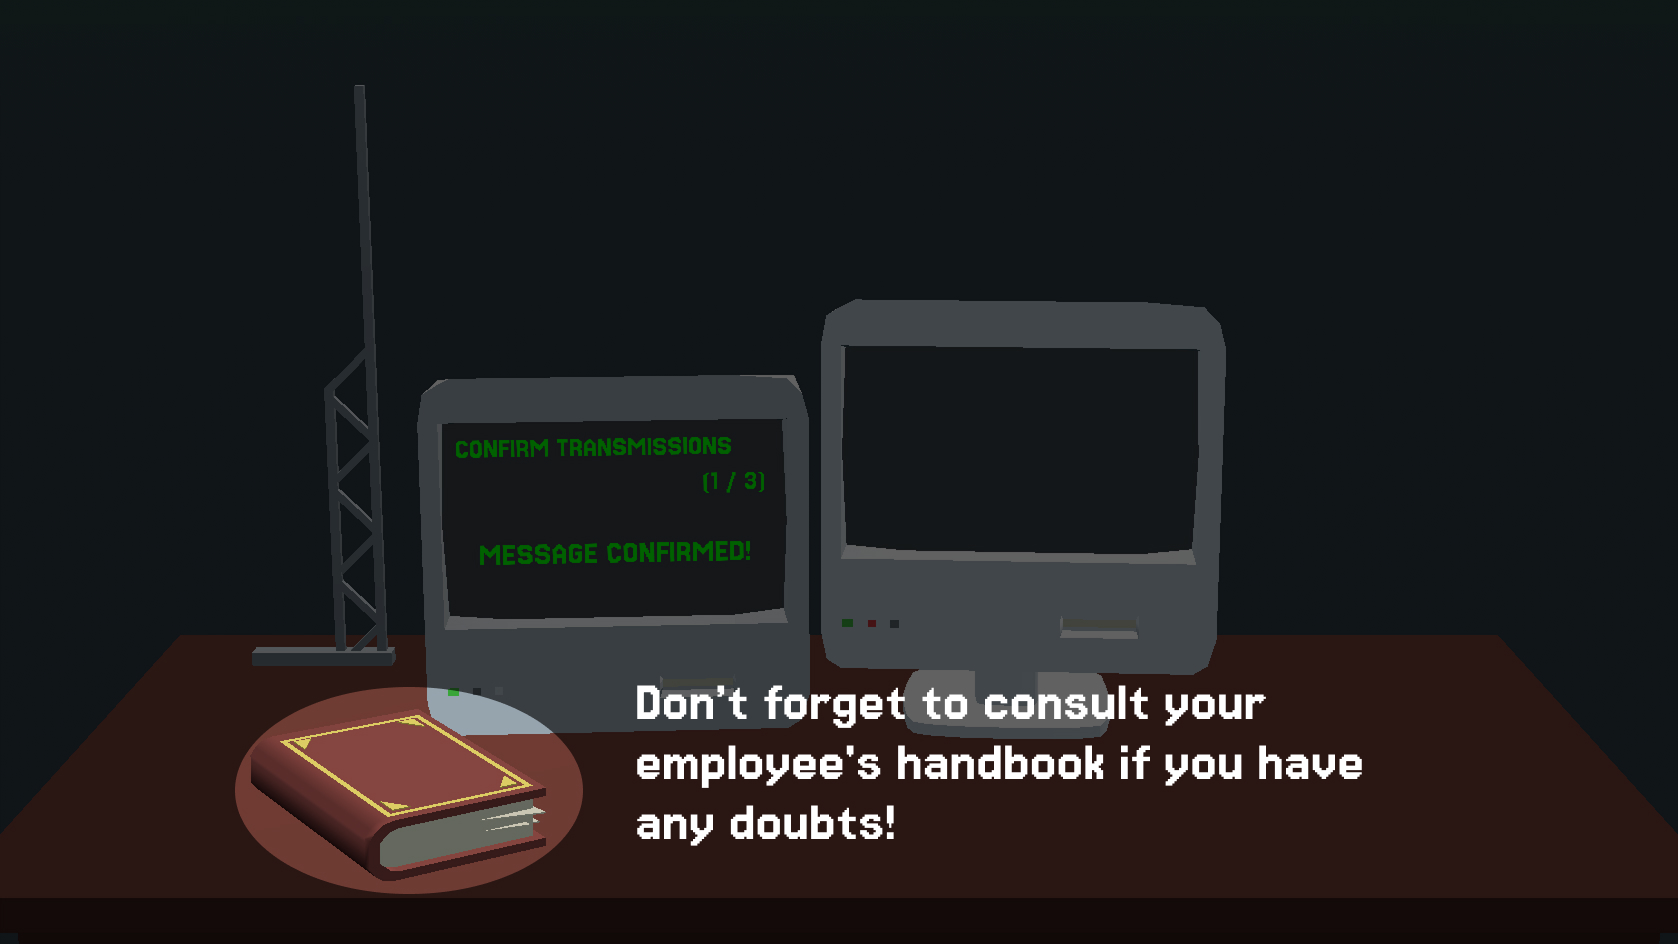 CONFIRM TRANSMISSIONS
(1 / 3)
MESSAGE CONFIRMED!
Don't forget to consult your
employee's handbook if you have
any doubts!